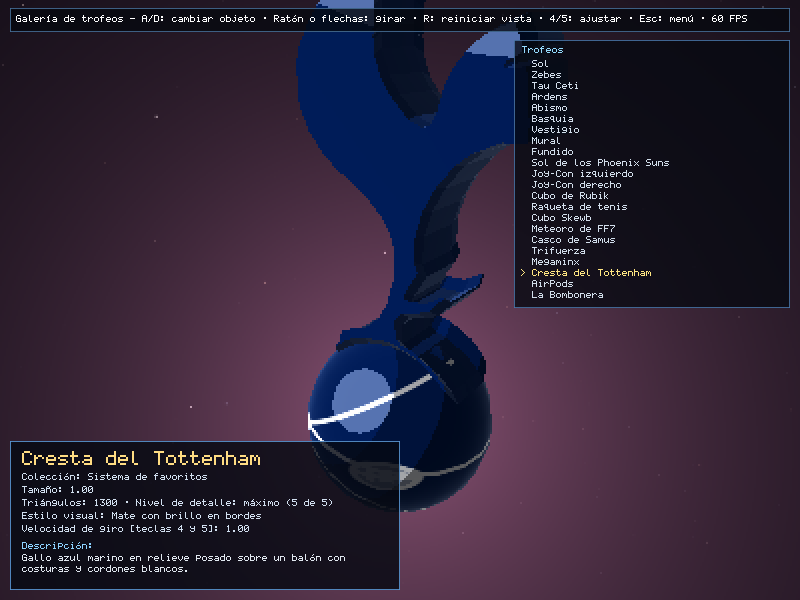 Galería de trofeos - A/D: cambiar objeto • Ratón o flechas: girar • R: reiniciar vista • 4/5: ajustar • Esc: menú • 60 FPS
Trofeos
Sol
Zebes
Tau Ceti
Ardens
Abismo
Basquia
Vestigio
Mural
Fundido
Sol de los Phoenix Suns
Joy-Con izquierdo
Joy-Con derecho
Cubo de Rubik
Raqueta de tenis
Cubo Skewb
Meteoro de FF7
Casco de Samus
Trifuerza
Megaminx
> Cresta del Tottenham
AirPods
La Bombonera
Cresta del Tottenham
Colección: Sistema de favoritos
Tamaño: 1.00
Triángulos: 1300 • Nivel de detalle: máximo (5 de 5)
Estilo visual: Mate con brillo en bordes
Velocidad de giro [teclas 4 y 5]: 1.00
Descripción:
Gallo azul marino en relieve posado sobre un balón con
costuras y cordones blancos.